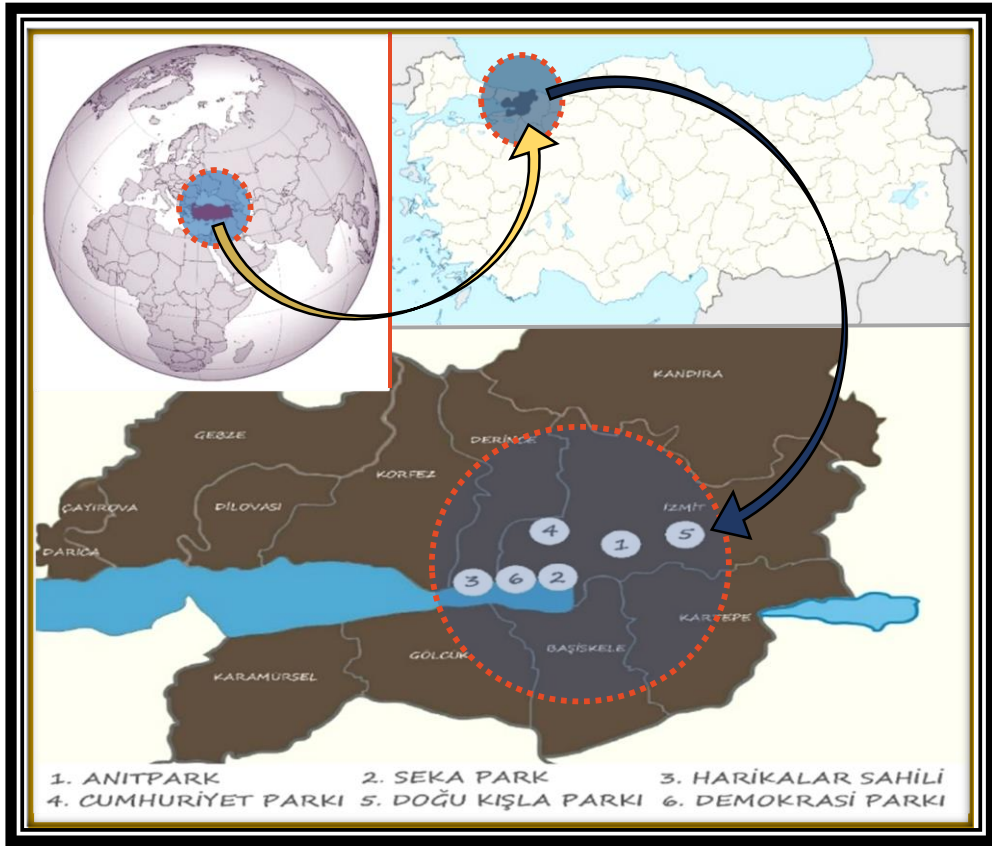 KANDIRA
GEBZE
DERİNCE
KORFEZ
ÇAYIROVA
DİLOVASI
İZMİT
4
1
5
DARICA
3
6
2
KARTEPE
GÖLCÜK
BAŞİSKELE
KARAMURSEL
1. ANITPARK 2. SEKA PARK 3. HARİKALAR SAHİLİ
4. CUMHURİYET PARKI 5. DOĞU KIŞLA PARKI 6. DEMOKRASİ PARKI